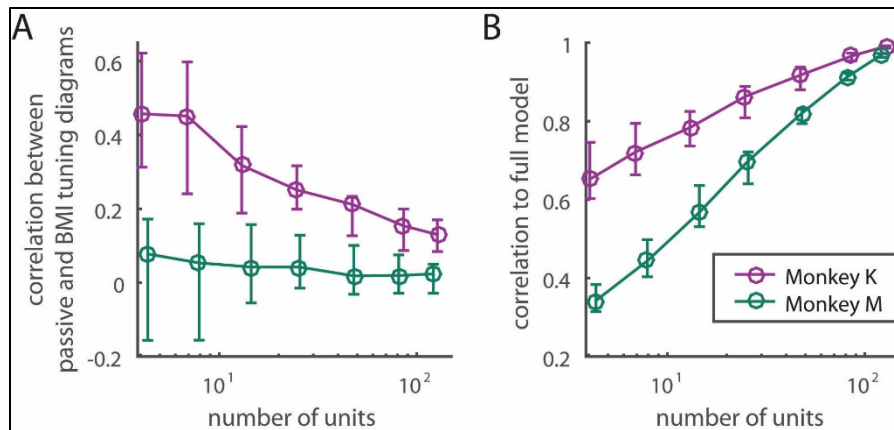 A
B
correlation between
passive and BMI tuning diagrams
0.6
0.4
0.2
0
-0.2
10¹
10²
number of units
correlation to full model
1
0.8
0.6
0.4
0.2
10¹
10²
number of units
Monkey K
Monkey M